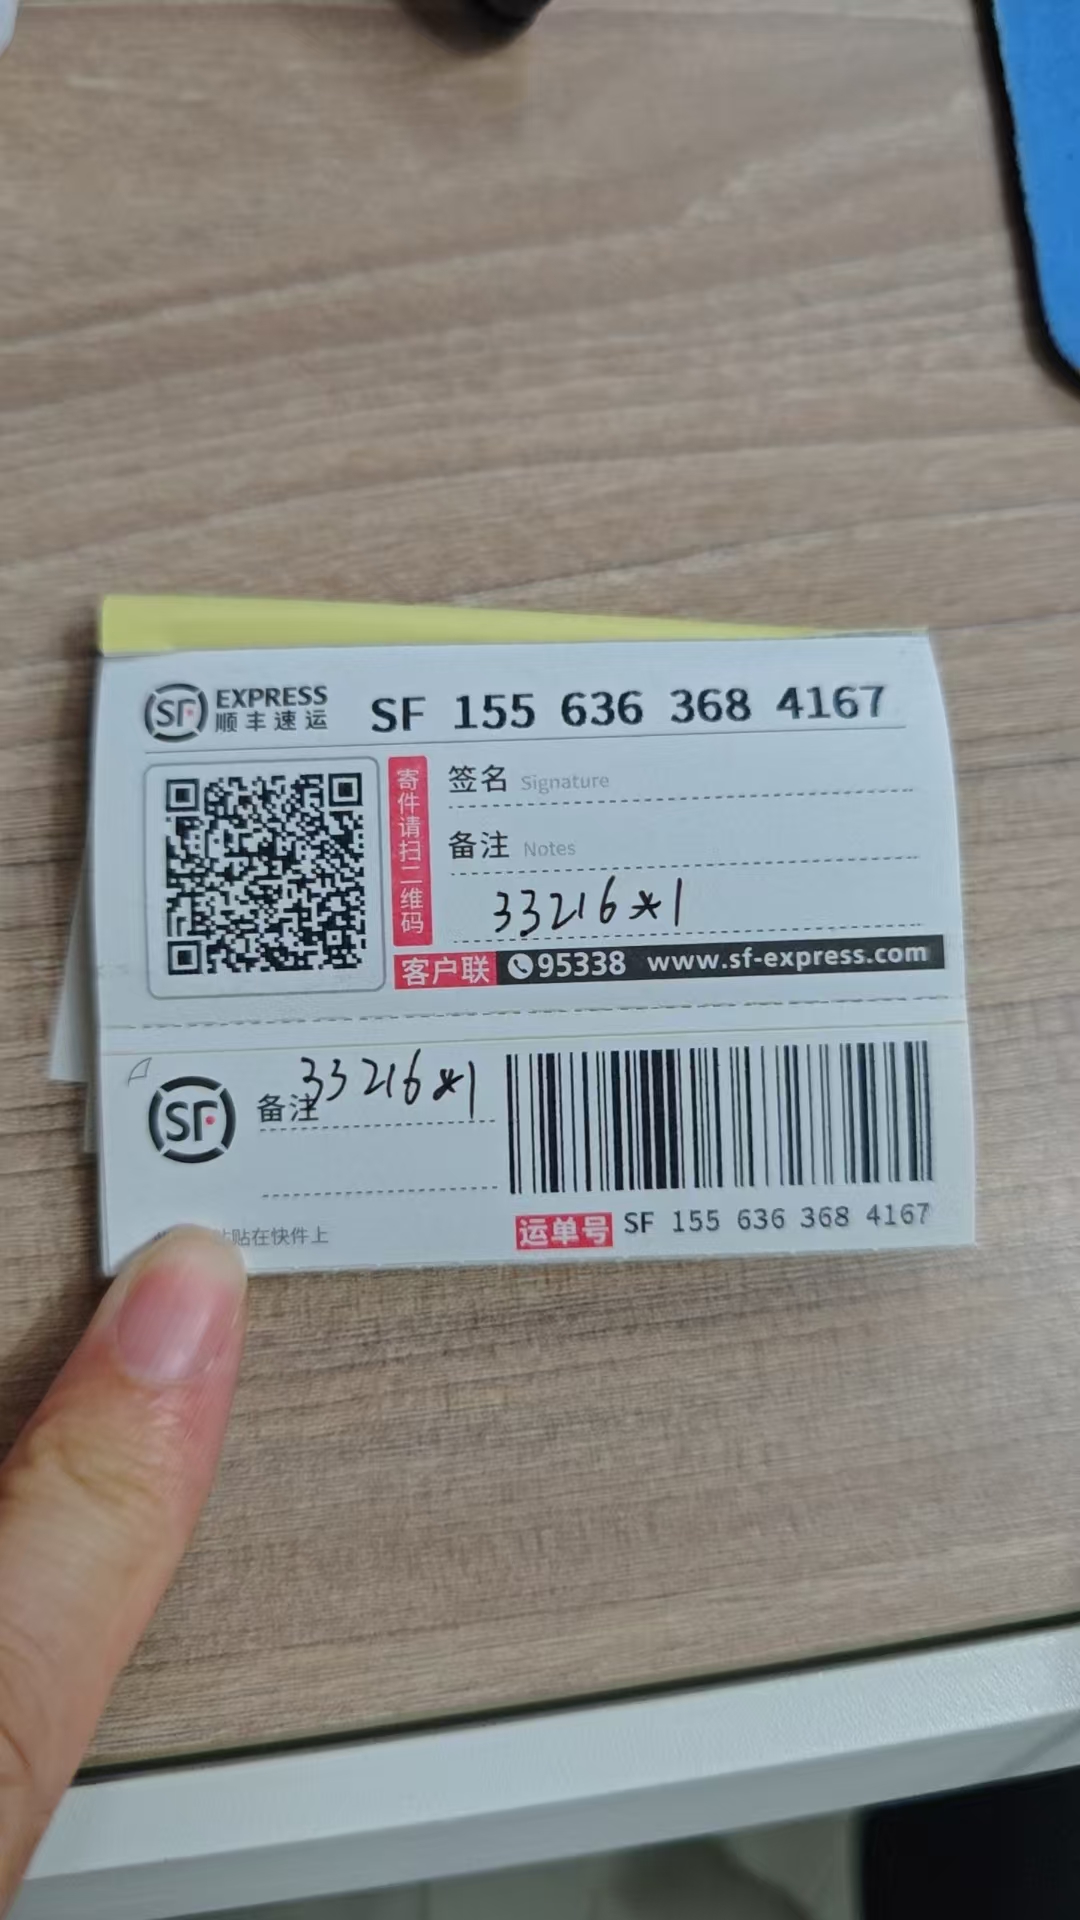 SF EXPRESS
顺丰速运
SF 155 636 368 4167
寄件请扫二维码
签名 Signature
备注 Notes
33216*1
客户联 95338 www.sf-express.com
SF
备注 33216*1
贴在快件上
运单号 SF 155 636 368 4167